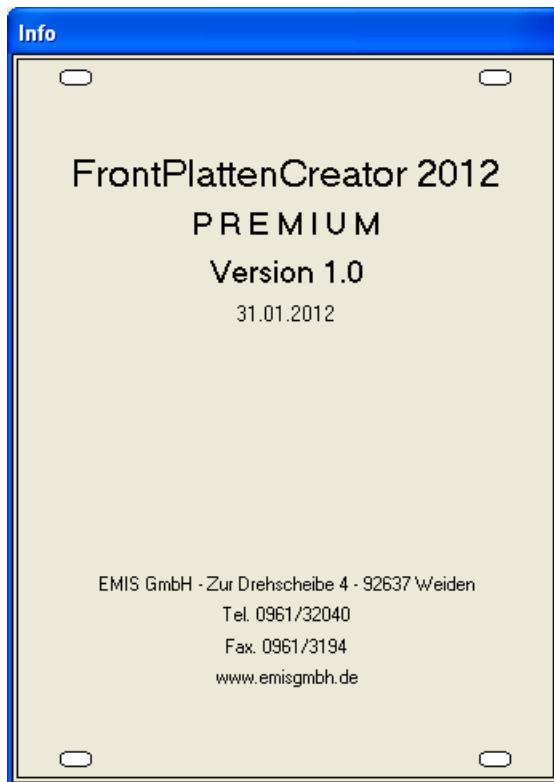 Info
FrontPlattenCreator 2012
PREMIUM
Version 1.0
31.01.2012
EMIS GmbH - Zur Drehscheibe 4 - 92637 Weiden
Tel. 0961/32040
Fax. 0961/3194
www.emisgmbh.de